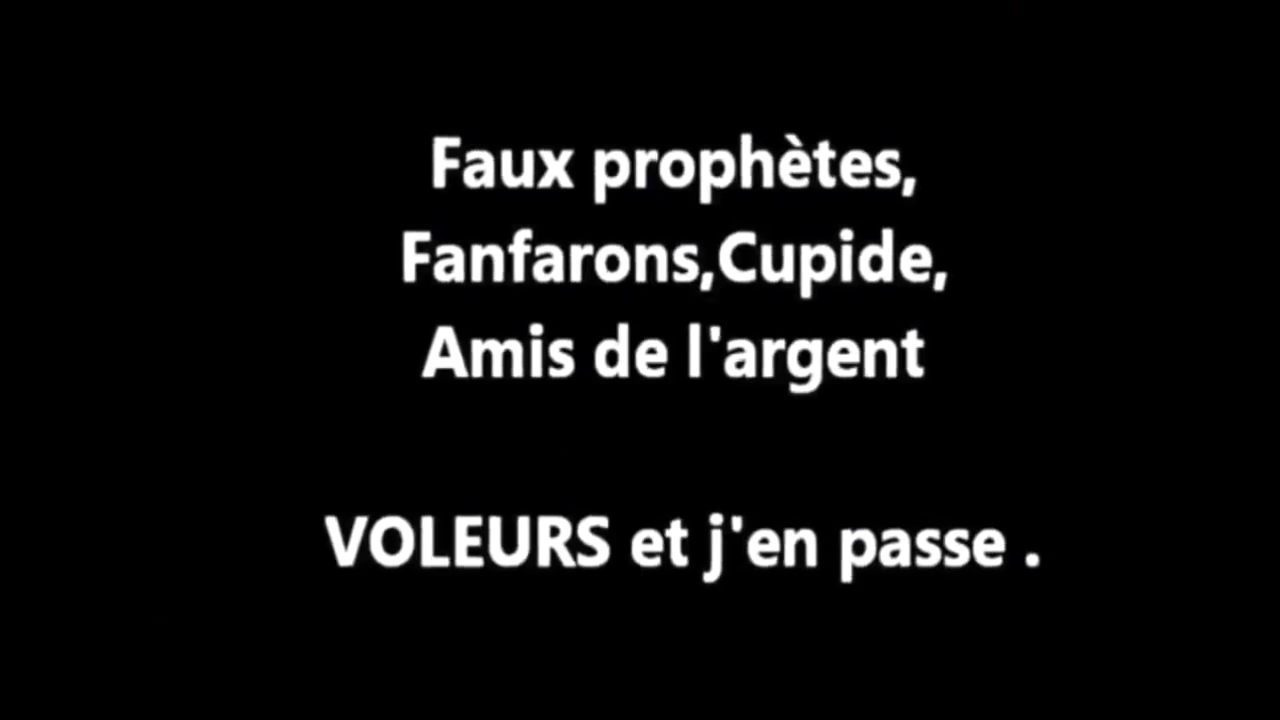 Faux prophètes,
Fanfarons,Cupide,
Amis de l'argent
VOLEURS et j'en passe .